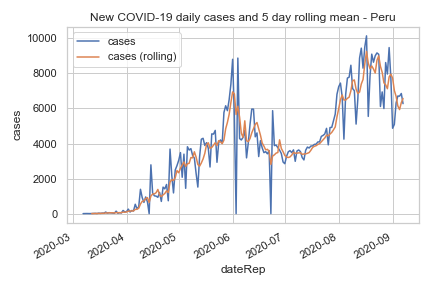 New COVID-19 daily cases and 5 day rolling mean - Peru
cases
cases (rolling)
10000
8000
6000
4000
2000
0
cases
2020-03
2020-04
2020-05
2020-06
2020-07
2020-08
2020-09
dateRep